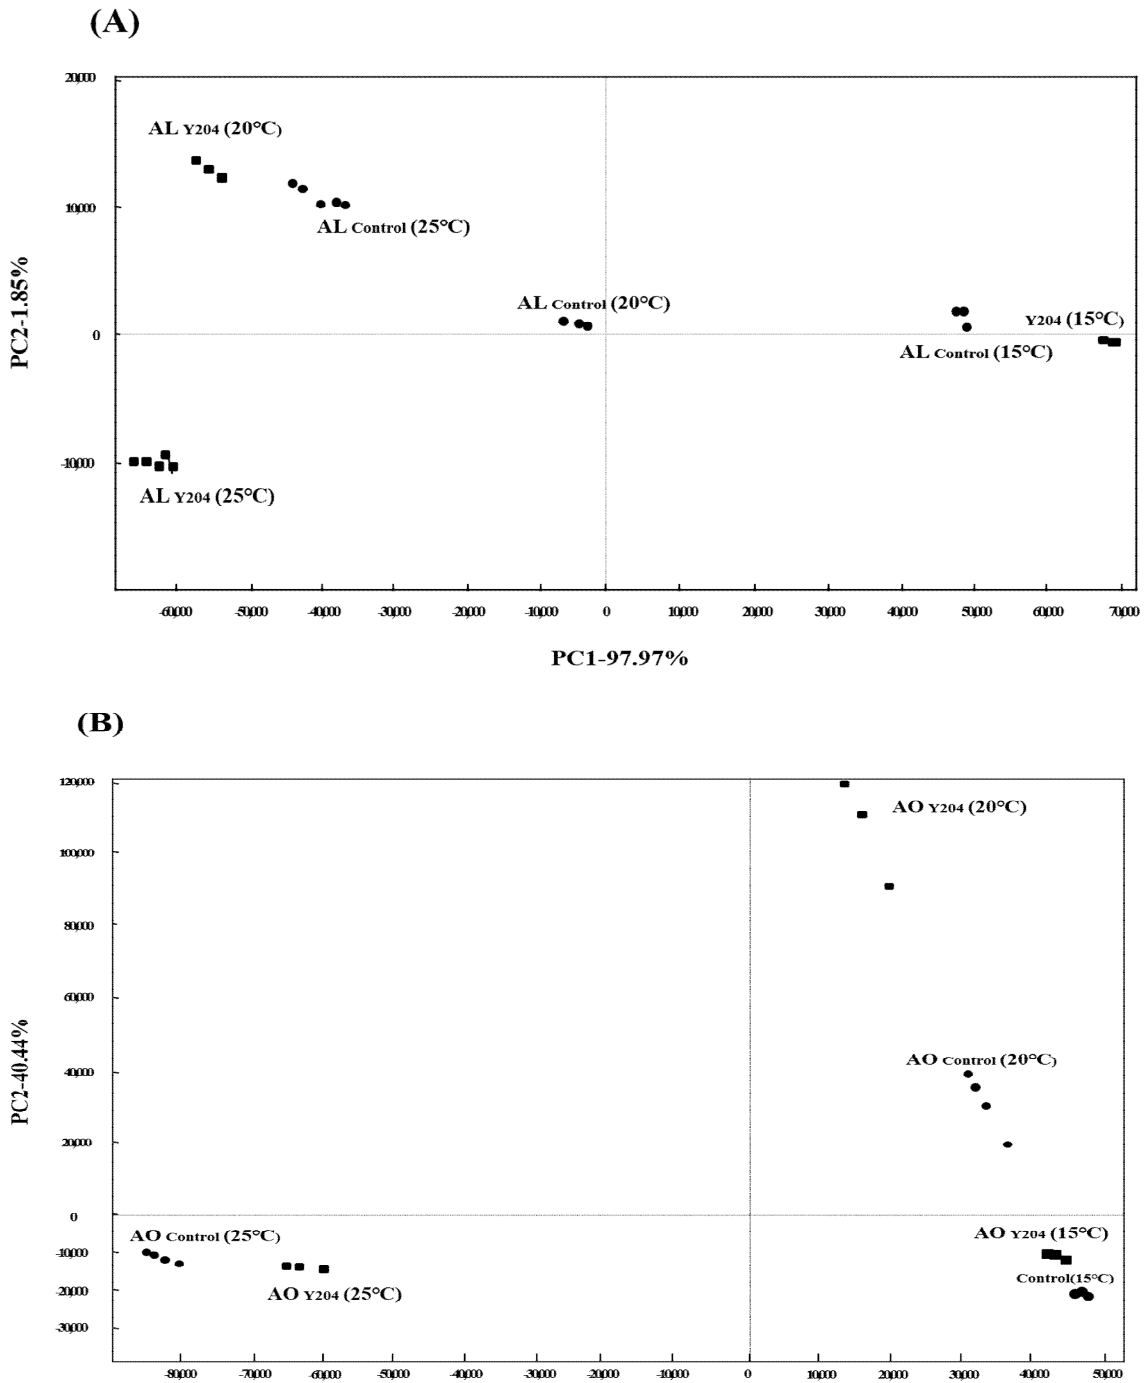 (A)
20,000
AL Y204 (20°C)
10,000
AL Control (25°C)
AL Control (20°C)
Y204 (15°C)
0
AL Control (15°C)
PC2-1.85%
-10,000
AL Y204 (25°C)
-60,000 -50,000 -40,000 -30,000 -20,000 -10,000 0 10,000 20,000 30,000 40,000 50,000 60,000 70,000
PC1-97.97%
(B)
120,000
AO Y204 (20°C)
100,000
80,000
60,000
AO Control (20°C)
40,000
PC2-40.44%
20,000
0
AO Control (25°C)
AO Y204 (15°C)
-10,000
Control(15°C)
-20,000
AO Y204 (25°C)
-30,000
-80,000 -70,000 -60,000 -50,000 -40,000 -30,000 -20,000 -10,000 0 10,000 20,000 30,000 40,000 50,000